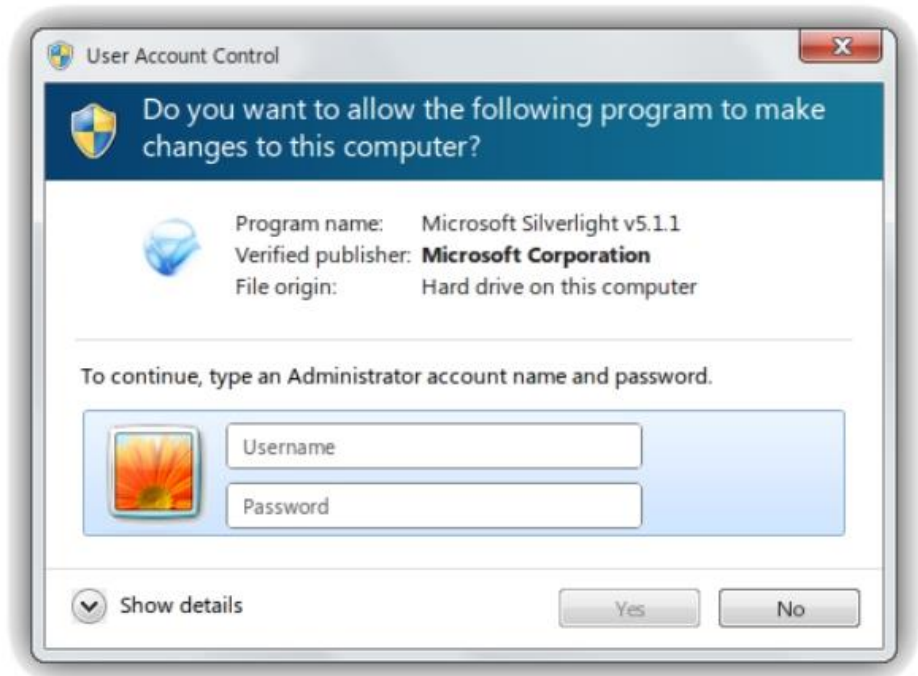 User Account Control
Do you want to allow the following program to make
changes to this computer?
Program name: Microsoft Silverlight v5.1.1
Verified publisher: Microsoft Corporation
File origin: Hard drive on this computer
To continue, type an Administrator account name and password.
Username
Password
Show details
Yes
No